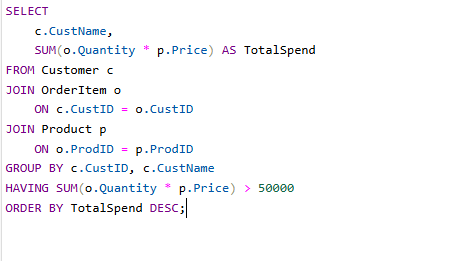 SELECT
    c.CustName,
    SUM(o.Quantity * p.Price) AS TotalSpend
FROM Customer c
JOIN OrderItem o
    ON c.CustID = o.CustID
JOIN Product p
    ON o.ProdID = p.ProdID
GROUP BY c.CustID, c.CustName
HAVING SUM(o.Quantity * p.Price) > 50000
ORDER BY TotalSpend DESC;